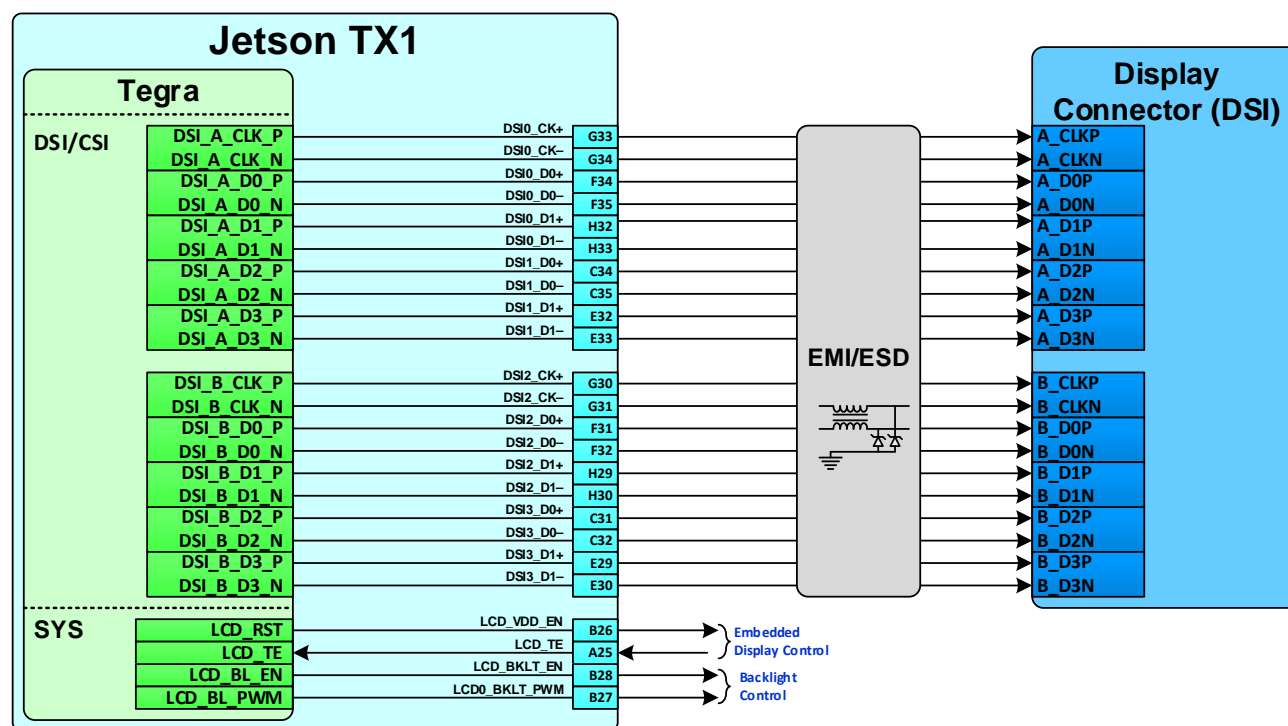 Jetson TX1
Tegra
Display
Connector (DSI)
DSI/CSI
DSI_A_CLK_P DSI0_CK+ G33 A_CLKP
DSI_A_CLK_N DSI0_CK– G34 A_CLKN
DSI_A_D0_P DSI0_D0+ F34 A_D0P
DSI_A_D0_N DSI0_D0– F35 A_D0N
DSI_A_D1_P DSI0_D1+ H32 A_D1P
DSI_A_D1_N DSI0_D1– H33 A_D1N
DSI_A_D2_P DSI1_D0+ C34 A_D2P
DSI_A_D2_N DSI1_D0– C35 A_D2N
DSI_A_D3_P DSI1_D1+ E32 A_D3P
DSI_A_D3_N DSI1_D1– E33 A_D3N
EMI/ESD
DSI_B_CLK_P DSI2_CK+ G30 B_CLKP
DSI_B_CLK_N DSI2_CK– G31 B_CLKN
DSI_B_D0_P DSI2_D0+ F31 B_D0P
DSI_B_D0_N DSI2_D0– F32 B_D0N
DSI_B_D1_P DSI2_D1+ H29 B_D1P
DSI_B_D1_N DSI2_D1– H30 B_D1N
DSI_B_D2_P DSI3_D0+ C31 B_D2P
DSI_B_D2_N DSI3_D0– C32 B_D2N
DSI_B_D3_P DSI3_D1+ E29 B_D3P
DSI_B_D3_N DSI3_D1– E30 B_D3N
SYS
LCD_RST LCD_VDD_EN B26
LCD_TE LCD_TE A25
Embedded
Display Control
LCD_BL_EN LCD_BKLT_EN B28
LCD_BL_PWM LCD0_BKLT_PWM B27
Backlight
Control